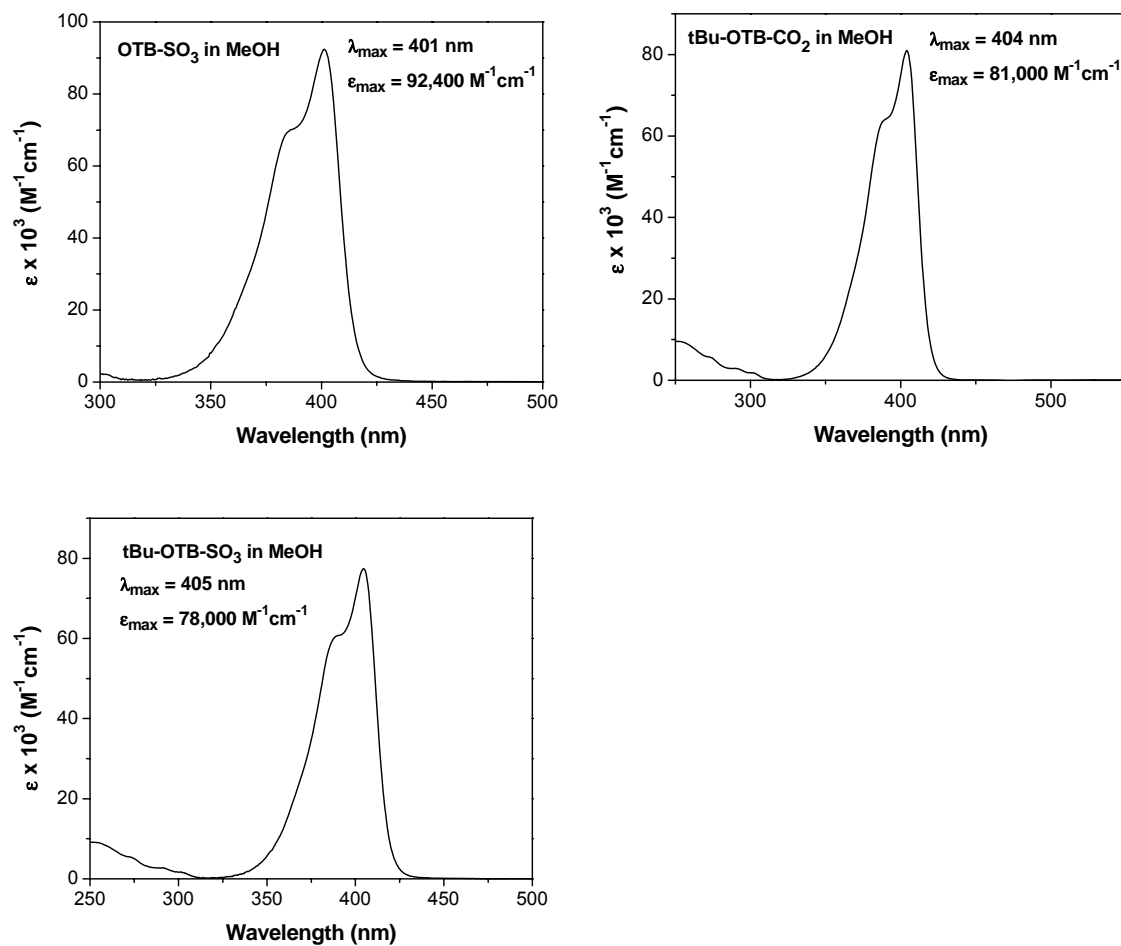 OTB-SO₃ in MeOH
λmax = 401 nm
εmax = 92,400 M⁻¹cm⁻¹
ε x 10³ (M⁻¹cm⁻¹)
100
80
60
40
20
0
300 350 400 450 500
Wavelength (nm)
tBu-OTB-CO₂ in MeOH
λmax = 404 nm
εmax = 81,000 M⁻¹cm⁻¹
ε x 10³ (M⁻¹cm⁻¹)
80
60
40
20
0
300 400 500
Wavelength (nm)
tBu-OTB-SO₃ in MeOH
λmax = 405 nm
εmax = 78,000 M⁻¹cm⁻¹
ε x 10³ (M⁻¹cm⁻¹)
80
60
40
20
0
250 300 350 400 450 500
Wavelength (nm)